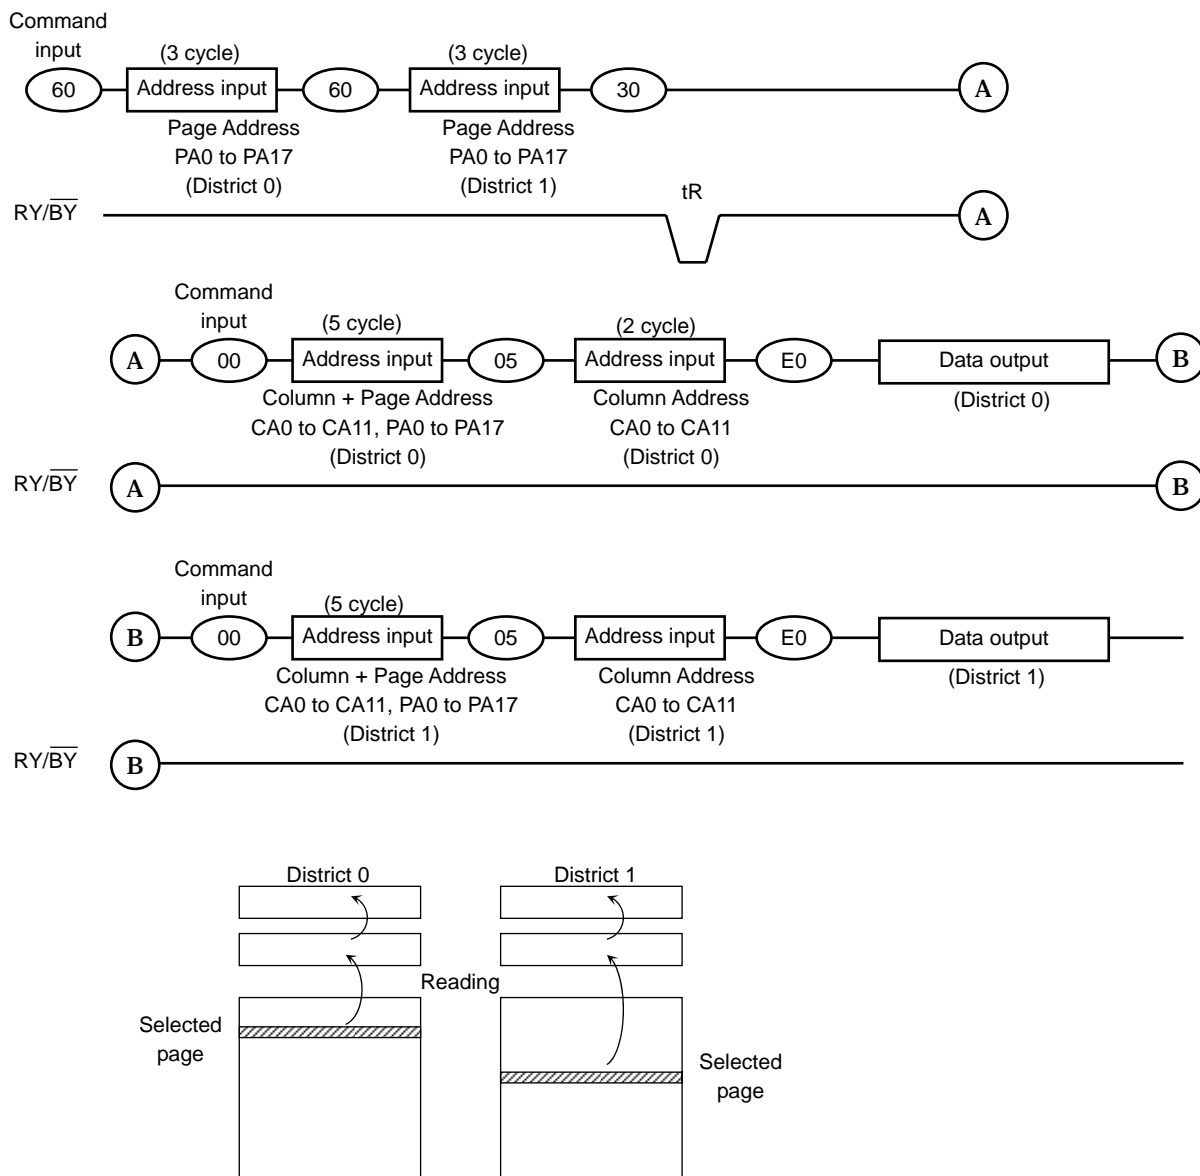 Command
input
(3 cycle)
(3 cycle)
60
Address input
60
Address input
30
A
Page Address
PA0 to PA17
(District 0)
Page Address
PA0 to PA17
(District 1)
tR
RY/B̅Y̅
A
Command
input
(5 cycle)
(2 cycle)
A
00
Address input
05
Address input
E0
Data output
B
Column + Page Address
CA0 to CA11, PA0 to PA17
(District 0)
Column Address
CA0 to CA11
(District 0)
(District 0)
RY/B̅Y̅
A
B
Command
input
(5 cycle)
B
00
Address input
05
Address input
E0
Data output
Column + Page Address
CA0 to CA11, PA0 to PA17
(District 1)
Column Address
CA0 to CA11
(District 1)
(District 1)
RY/B̅Y̅
B
District 0
District 1
Reading
Selected
page
Selected
page